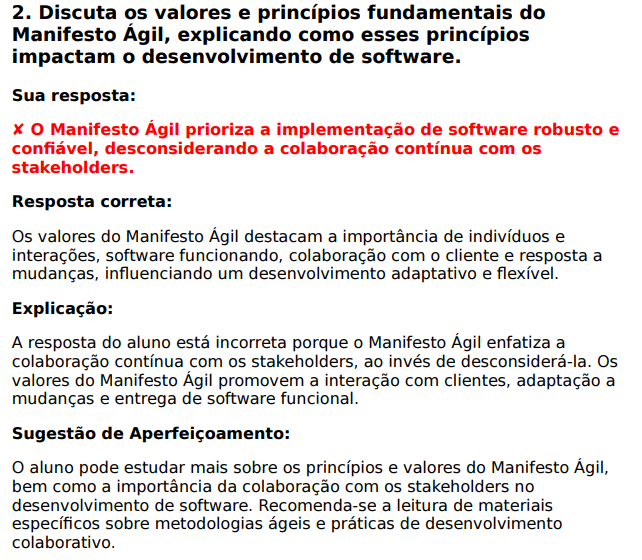 2. Discuta os valores e princípios fundamentais do
Manifesto Ágil, explicando como esses princípios
impactam o desenvolvimento de software.
Sua resposta:
✘ O Manifesto Ágil prioriza a implementação de software robusto e
confiável, desconsiderando a colaboração contínua com os
stakeholders.
Resposta correta:
Os valores do Manifesto Ágil destacam a importância de indivíduos e
interações, software funcionando, colaboração com o cliente e resposta a
mudanças, influenciando um desenvolvimento adaptativo e flexível.
Explicação:
A resposta do aluno está incorreta porque o Manifesto Ágil enfatiza a
colaboração contínua com os stakeholders, ao invés de desconsiderá-la. Os
valores do Manifesto Ágil promovem a interação com clientes, adaptação a
mudanças e entrega de software funcional.
Sugestão de Aperfeiçoamento:
O aluno pode estudar mais sobre os princípios e valores do Manifesto Ágil,
bem como a importância da colaboração com os stakeholders no
desenvolvimento de software. Recomenda-se a leitura de materiais
específicos sobre metodologias ágeis e práticas de desenvolvimento
colaborativo.